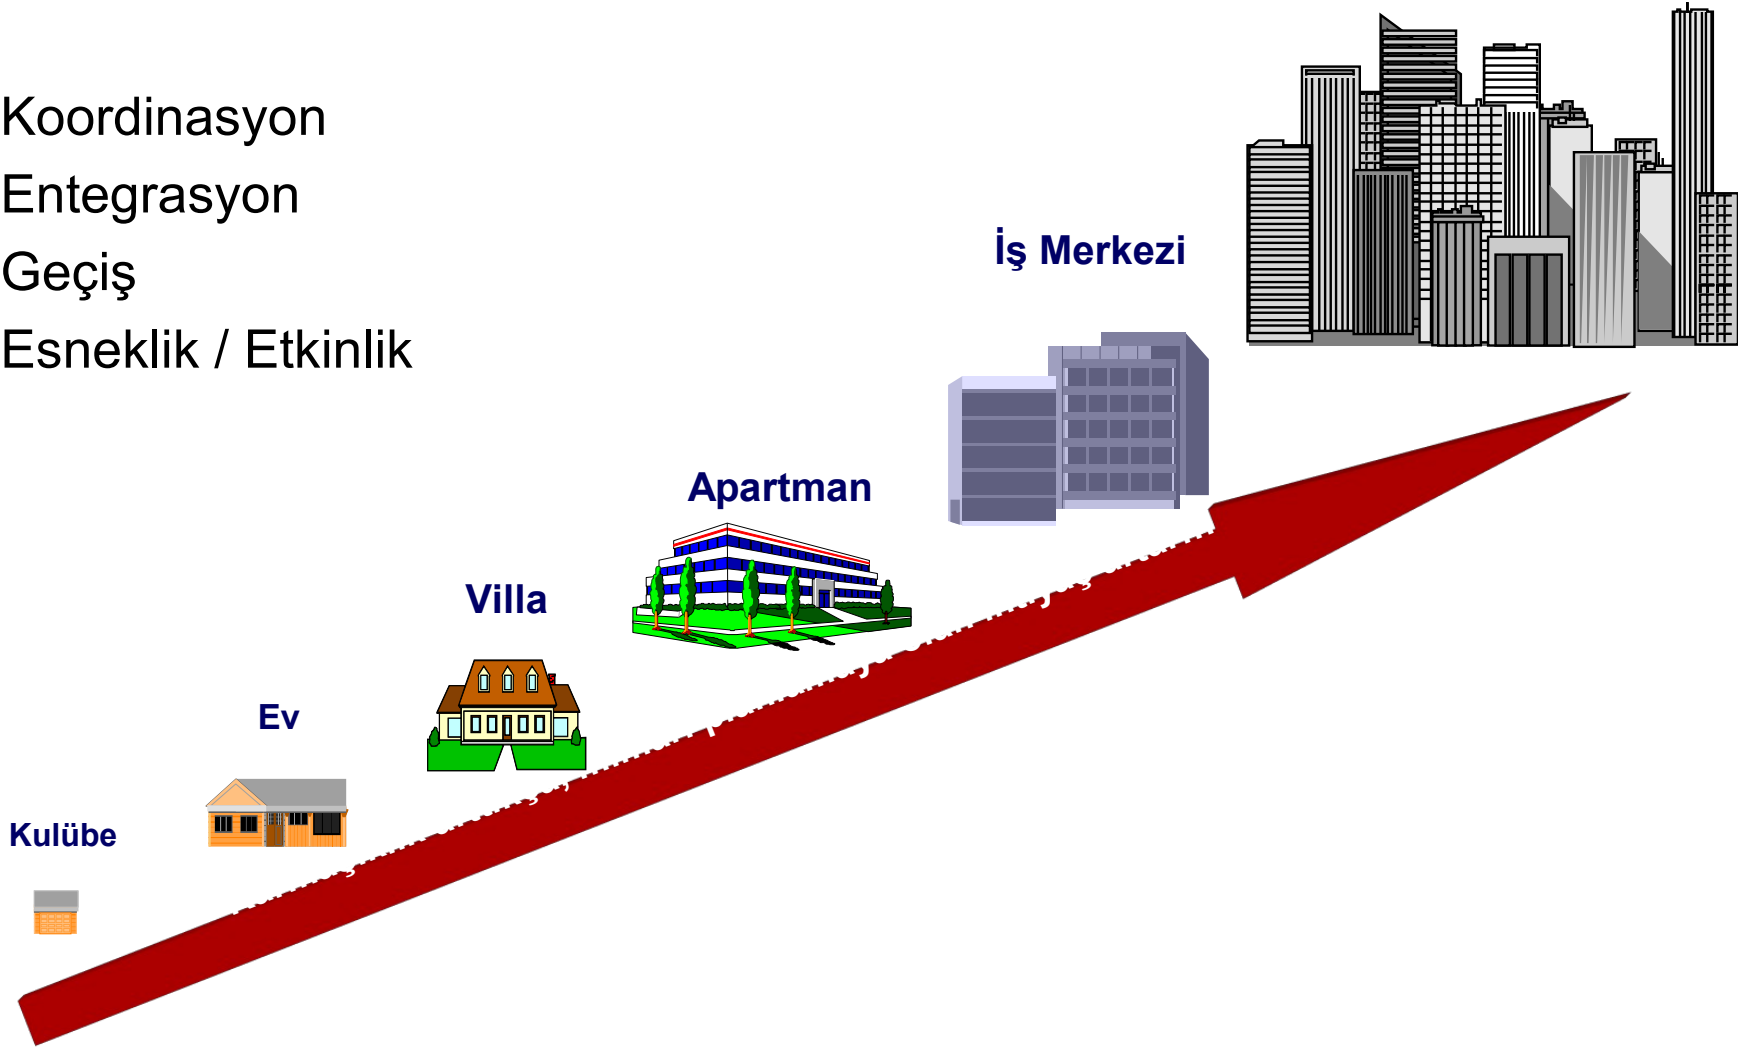 Koordinasyon
Entegrasyon
Geçiş
Esneklik / Etkinlik
İş Merkezi
Apartman
Villa
Ev
Kulübe